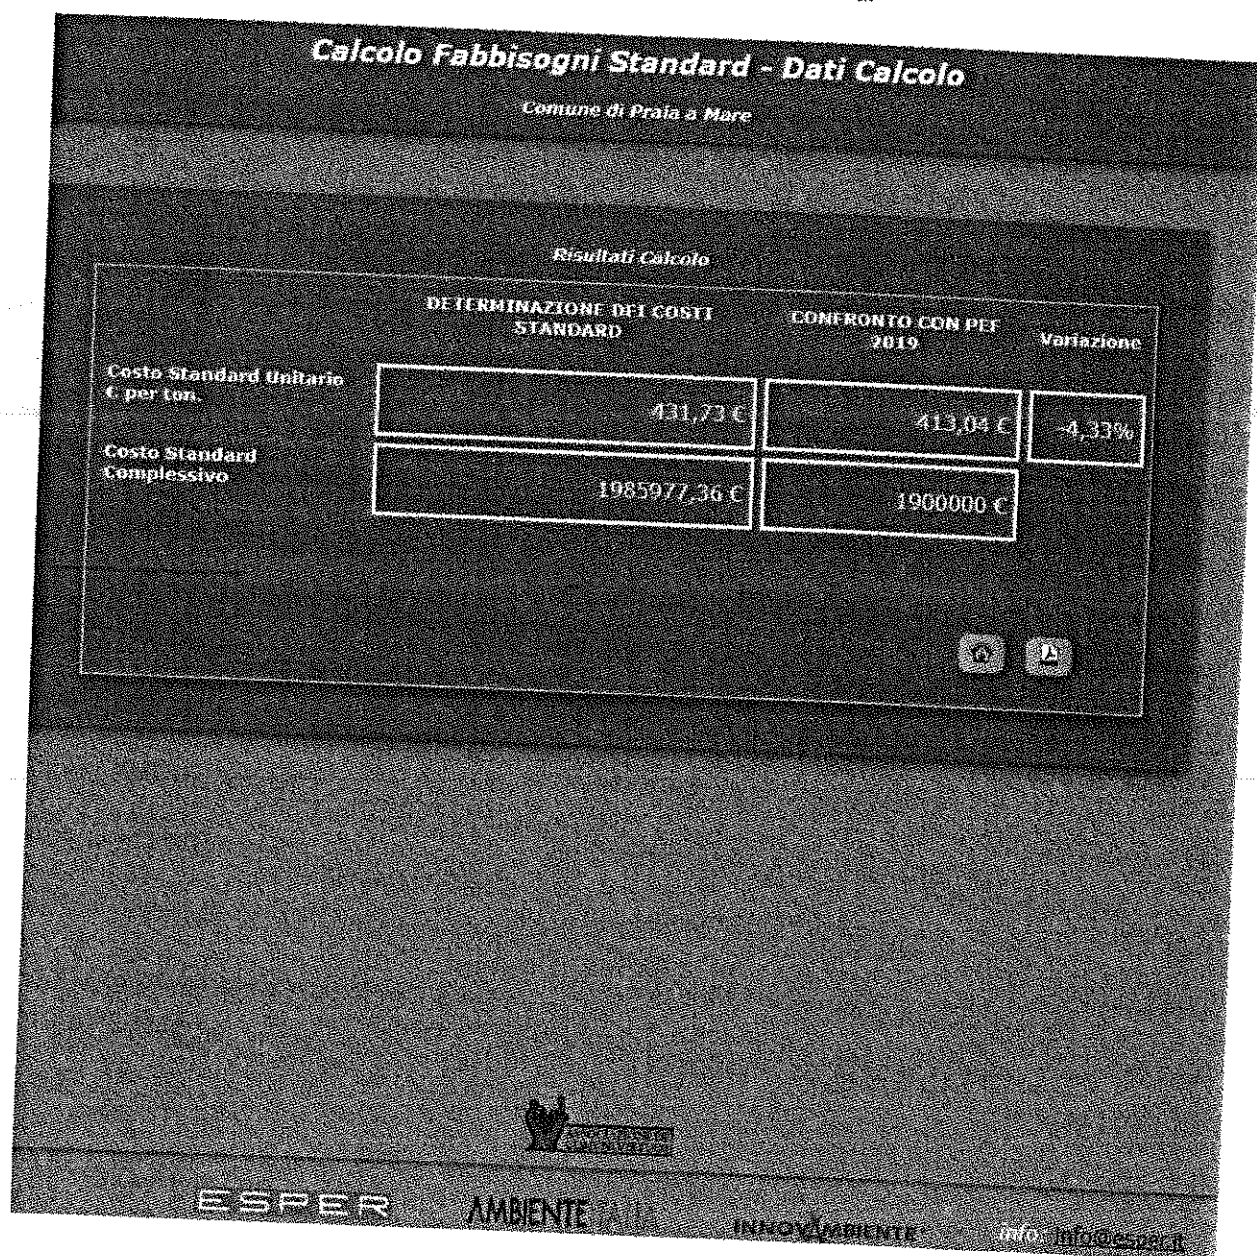 Calcolo Fabbisogni Standard - Dati Calcolo
Comune di Praia a Mare
Risultati Calcolo
DETERMINAZIONE DEI COSTI
STANDARD
CONFRONTO CON PEF
2019
Variazione
Costo Standard Unitario
€ per ton.
431,73 €
413,04 €
-4,33%
Costo Standard
Complessivo
1985977,36 €
1900000 €
ESPER
AMBIENTE
INNOVAMBIENTE
info: info@esper.it